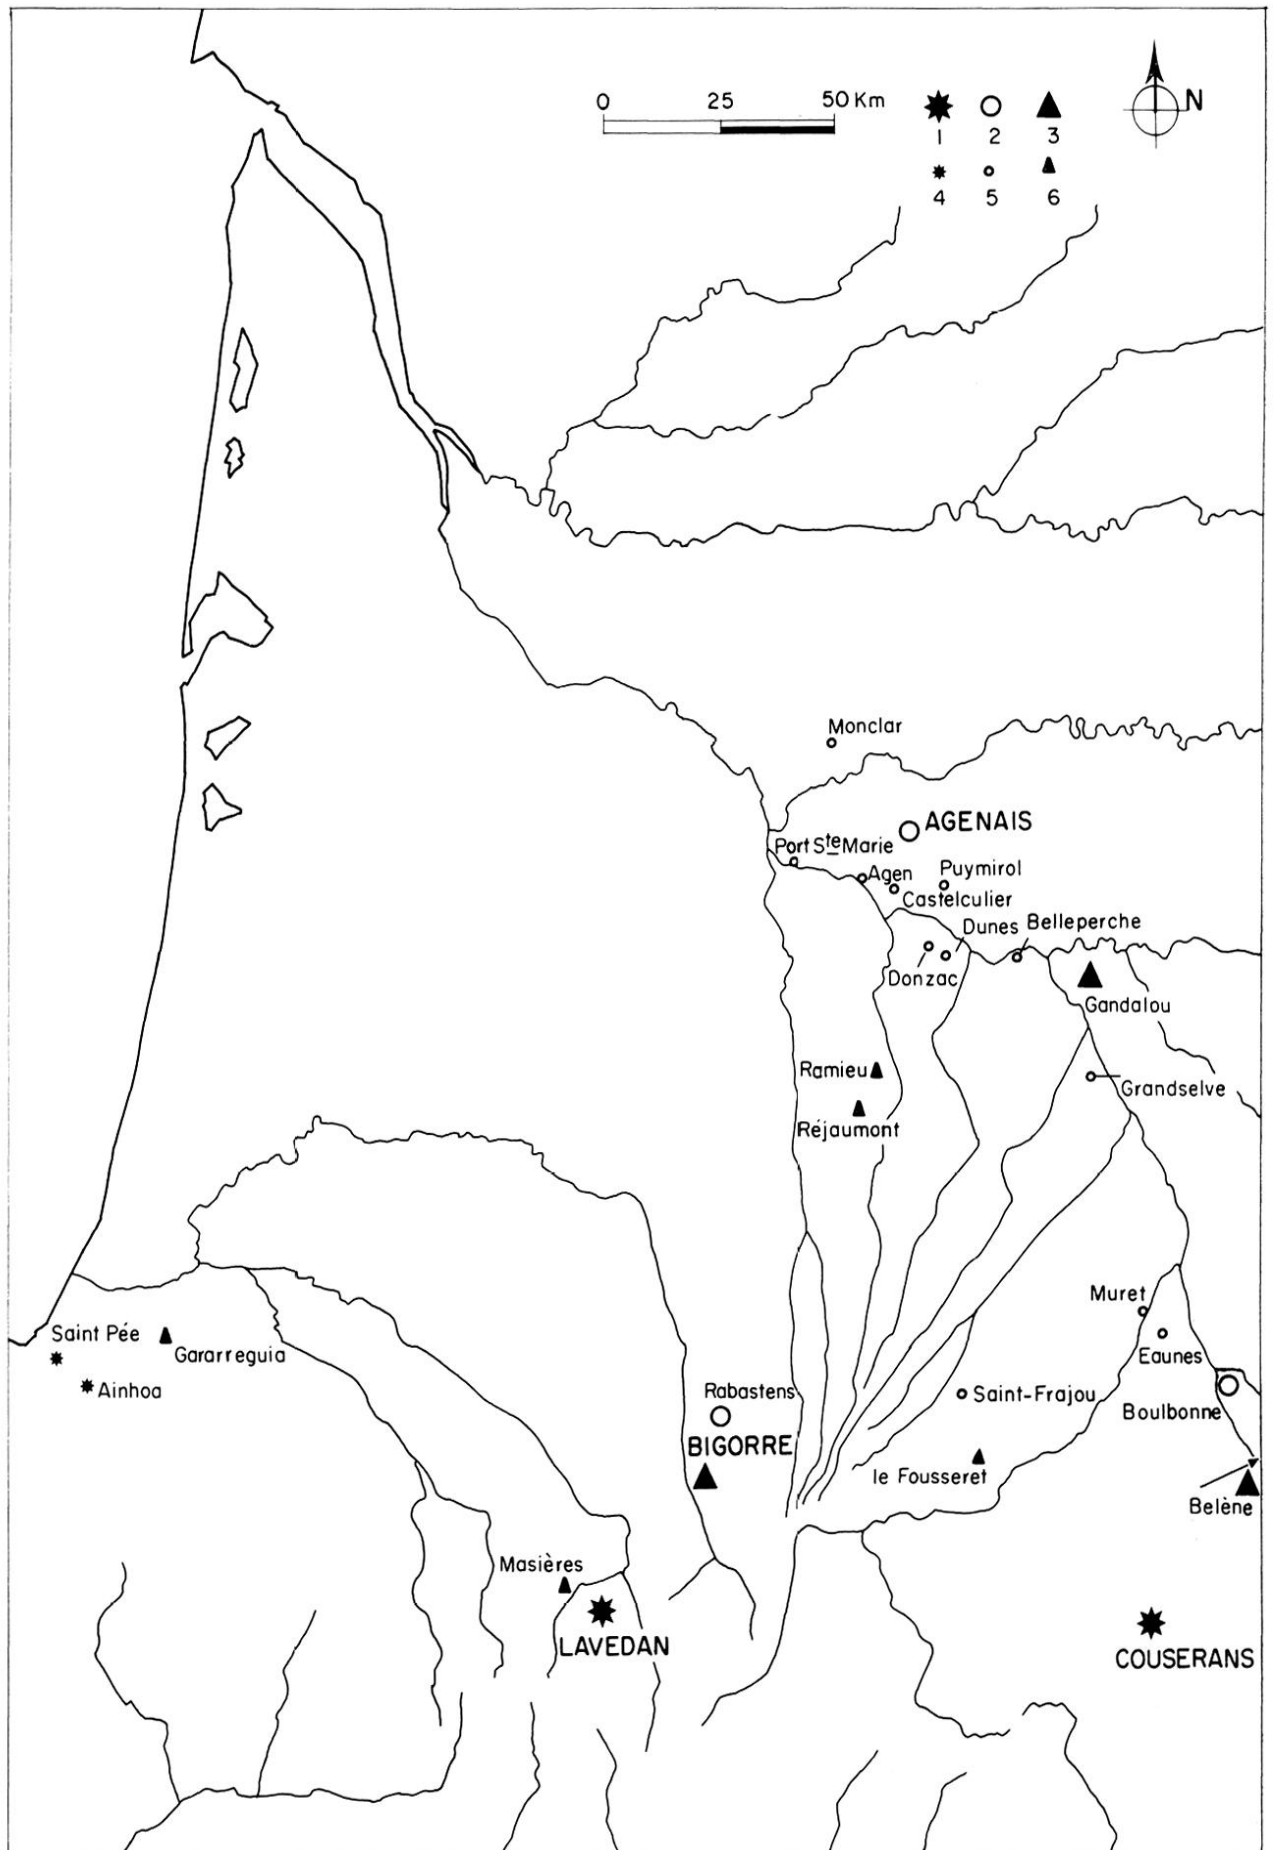 0 25 50 Km
N
1 2 3
4 5 6
Monclar
AGENAIS
Port Ste Marie
Agen
Puymirol
Castelculier
Dunes
Belleperche
Donzac
Gandalou
Ramieu
Grandselve
Réjaumont
Muret
Saint Pée
Gararreguia
Eaunes
Ainhoa
Rabastens
Saint-Frajou
Boulbonne
BIGORRE
le Fousseret
Belène
Masières
LAVEDAN
COUSERANS